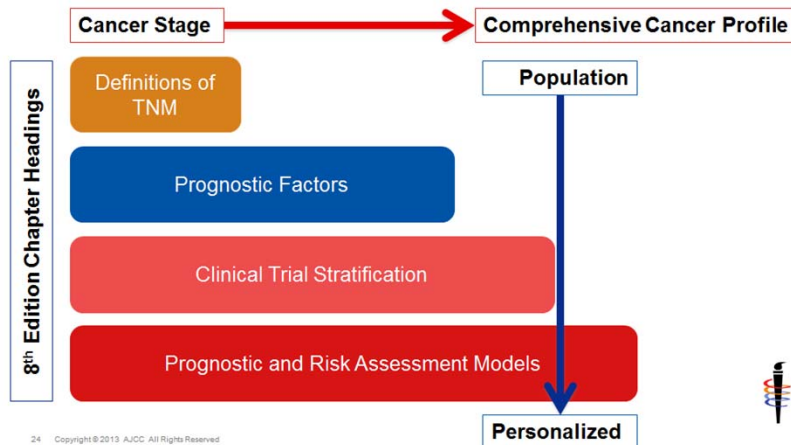 Cancer Stage
Comprehensive Cancer Profile
8th Edition Chapter Headings
Definitions of
TNM
Population
Prognostic Factors
Clinical Trial Stratification
Prognostic and Risk Assessment Models
Personalized
24 Copyright © 2013 AJCC All Rights Reserved